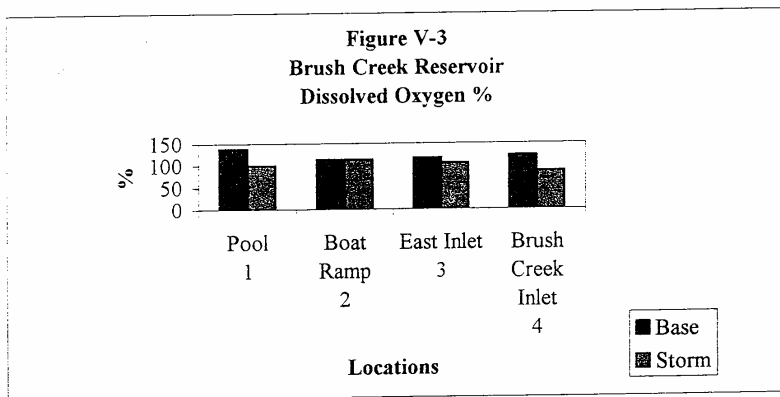 Figure V-3
Brush Creek Reservoir
Dissolved Oxygen %
150
100
50
0
%
Pool
1
Boat
Ramp
2
East Inlet
3
Brush
Creek
Inlet
4
Base
Storm
Locations